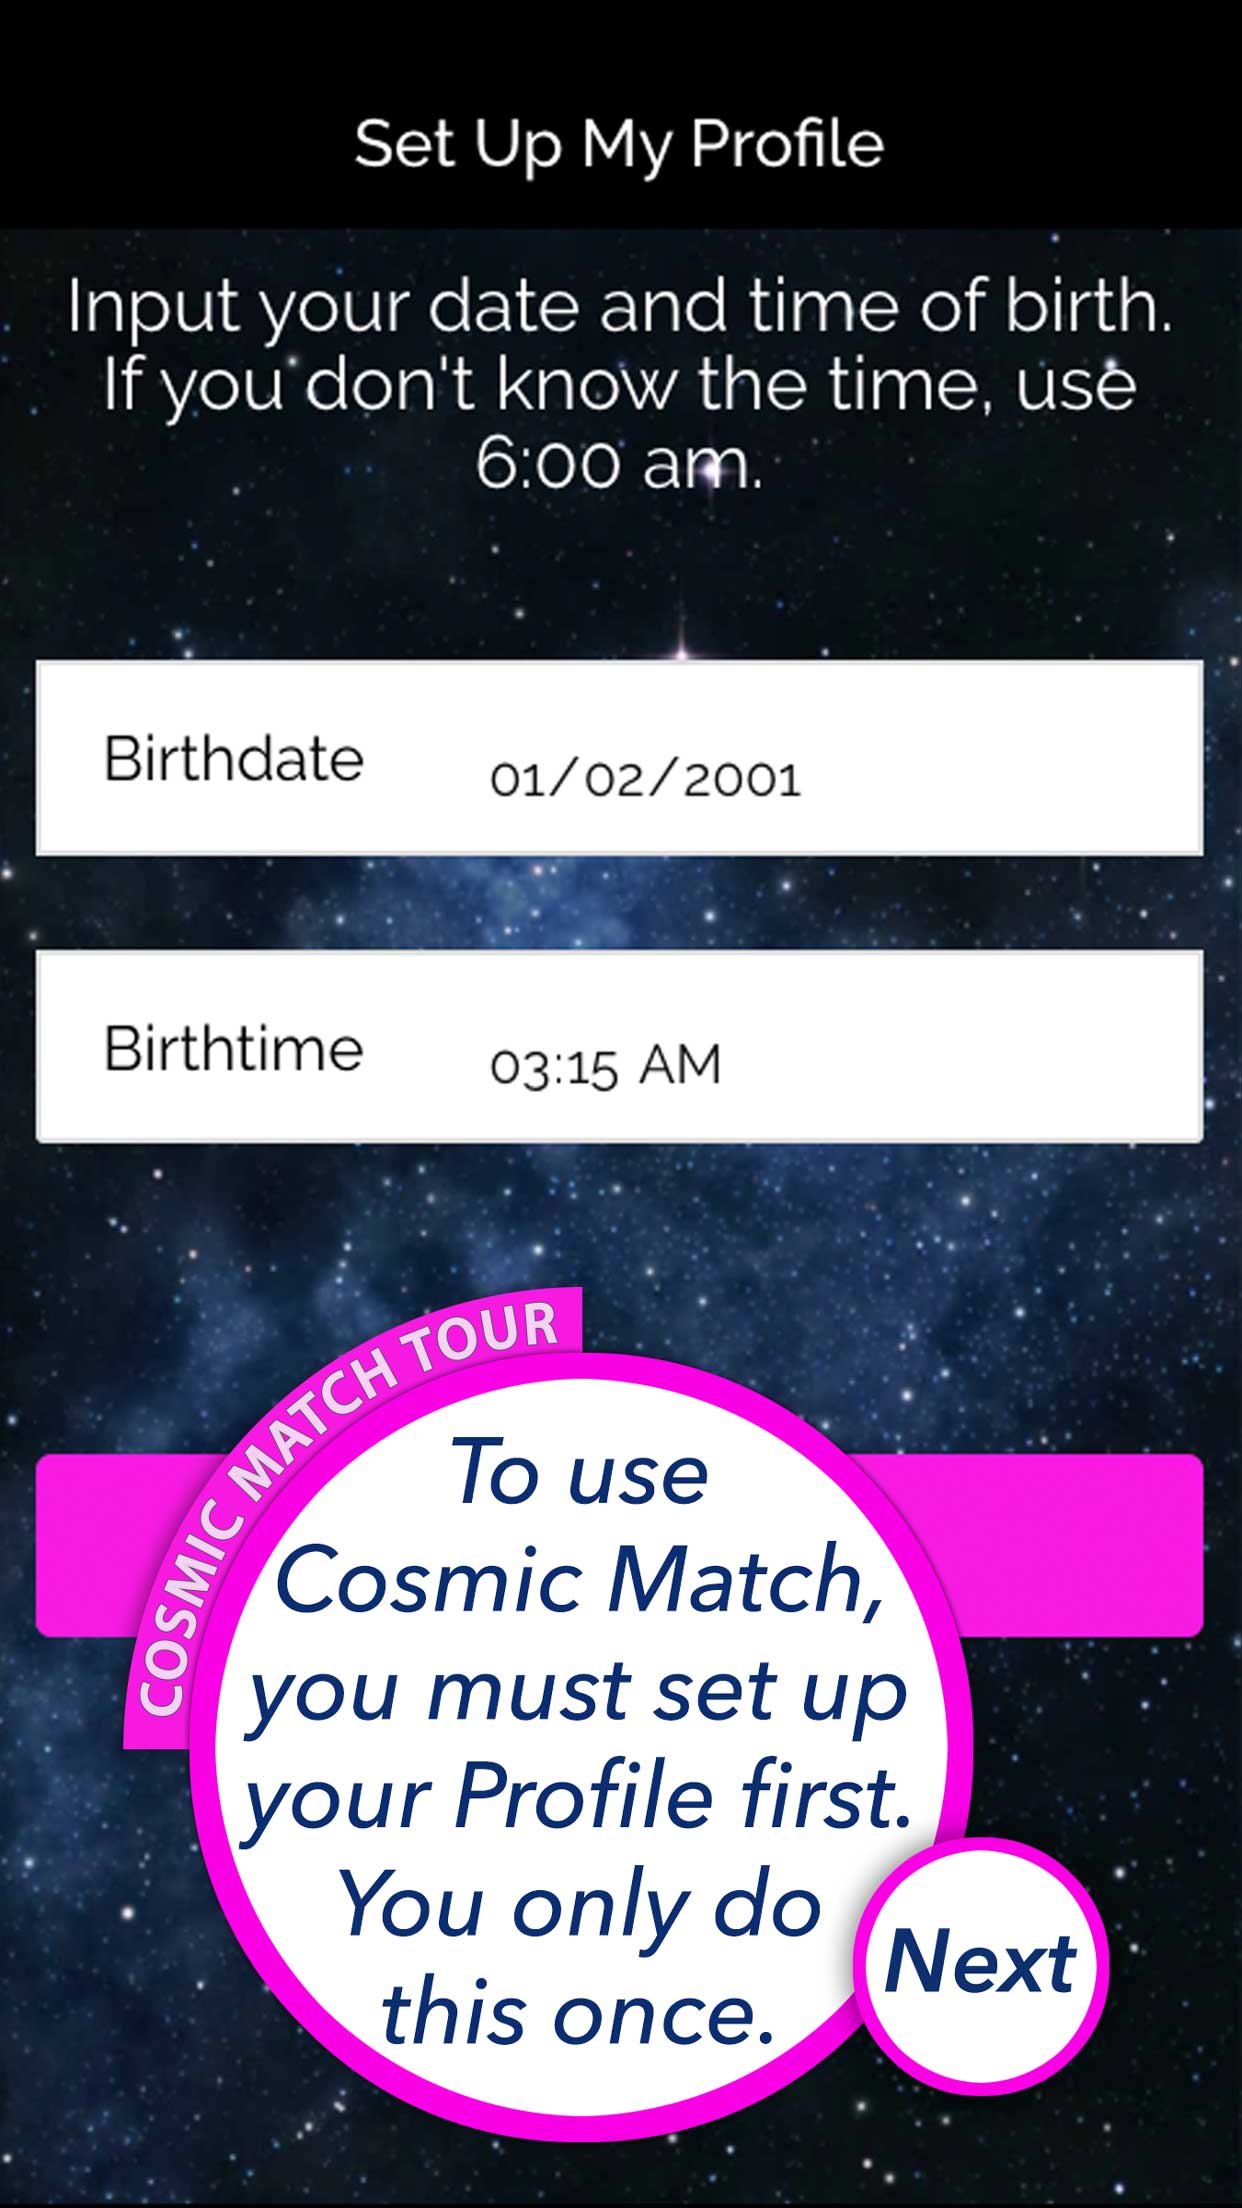 Set Up My Profile
Input your date and time of birth.
If you don't know the time, use
6:00 am.
Birthdate 01/02/2001
Birthtime 03:15 AM
COSMIC MATCH TOUR
To use
Cosmic Match,
you must set up
your Profile first.
You only do
this once.
Next